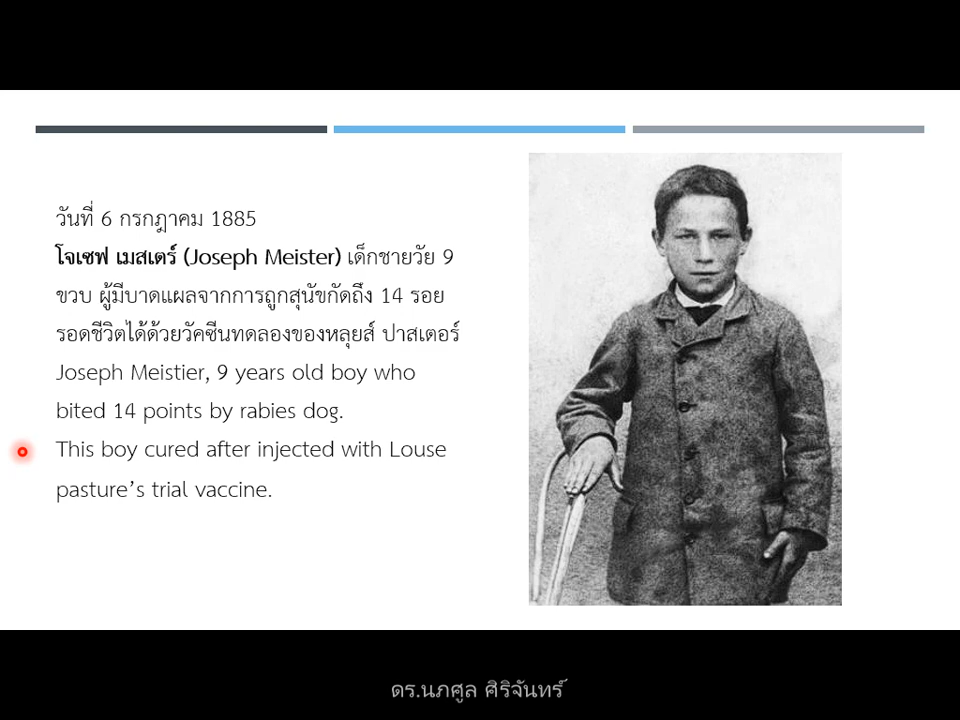 วันที่ 6 กรกฎาคม 1885
โจเซฟ เมสเตร์ (Joseph Meister) เด็กชายวัย 9
ขวบ ผู้มีบาดแผลจากการถูกสุนัขกัดถึง 14 รอย
รอดชีวิตได้ด้วยวัคซีนทดลองของหลุยส์ ปาสเตอร์
Joseph Meistier, 9 years old boy who
bited 14 points by rabies dog.
This boy cured after injected with Louse
pasture’s trial vaccine.
ดร.นภศูล ศิริจันทร์